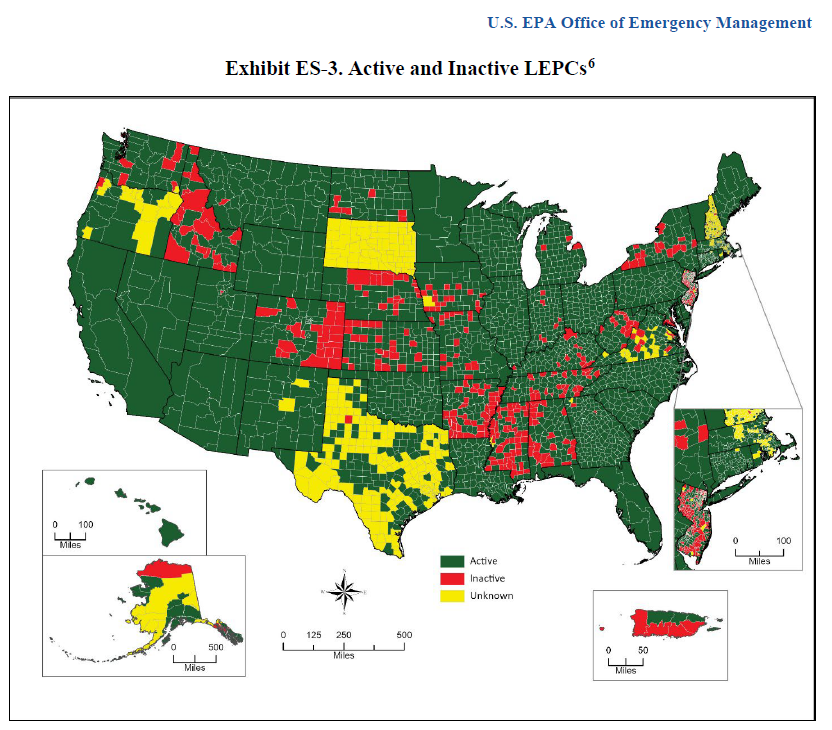 U.S. EPA Office of Emergency Management
Exhibit ES-3. Active and Inactive LEPCs6
0 100
Miles
0 500
Miles
N
W E
S
0 125 250 500
Miles
Active
Inactive
Unknown
0 100
Miles
0 50
Miles